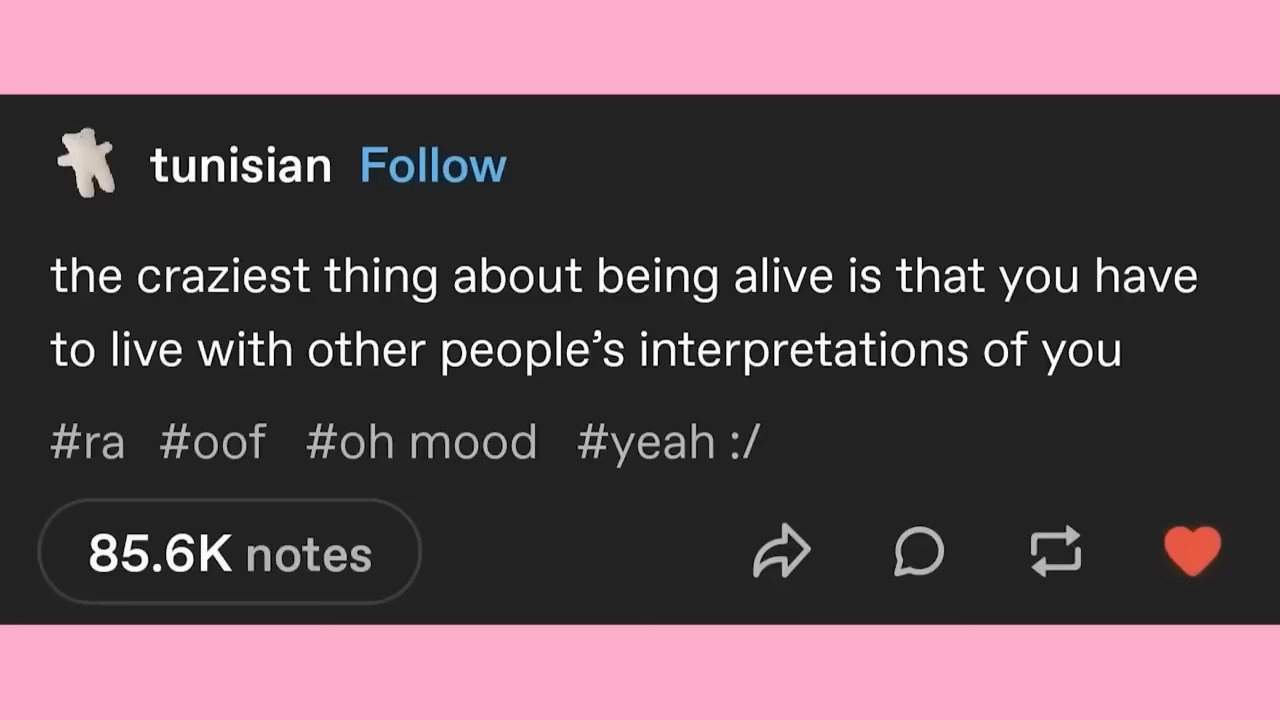 tunisian Follow
the craziest thing about being alive is that you have
to live with other people’s interpretations of you
#ra #oof #oh mood #yeah :/
85.6K notes